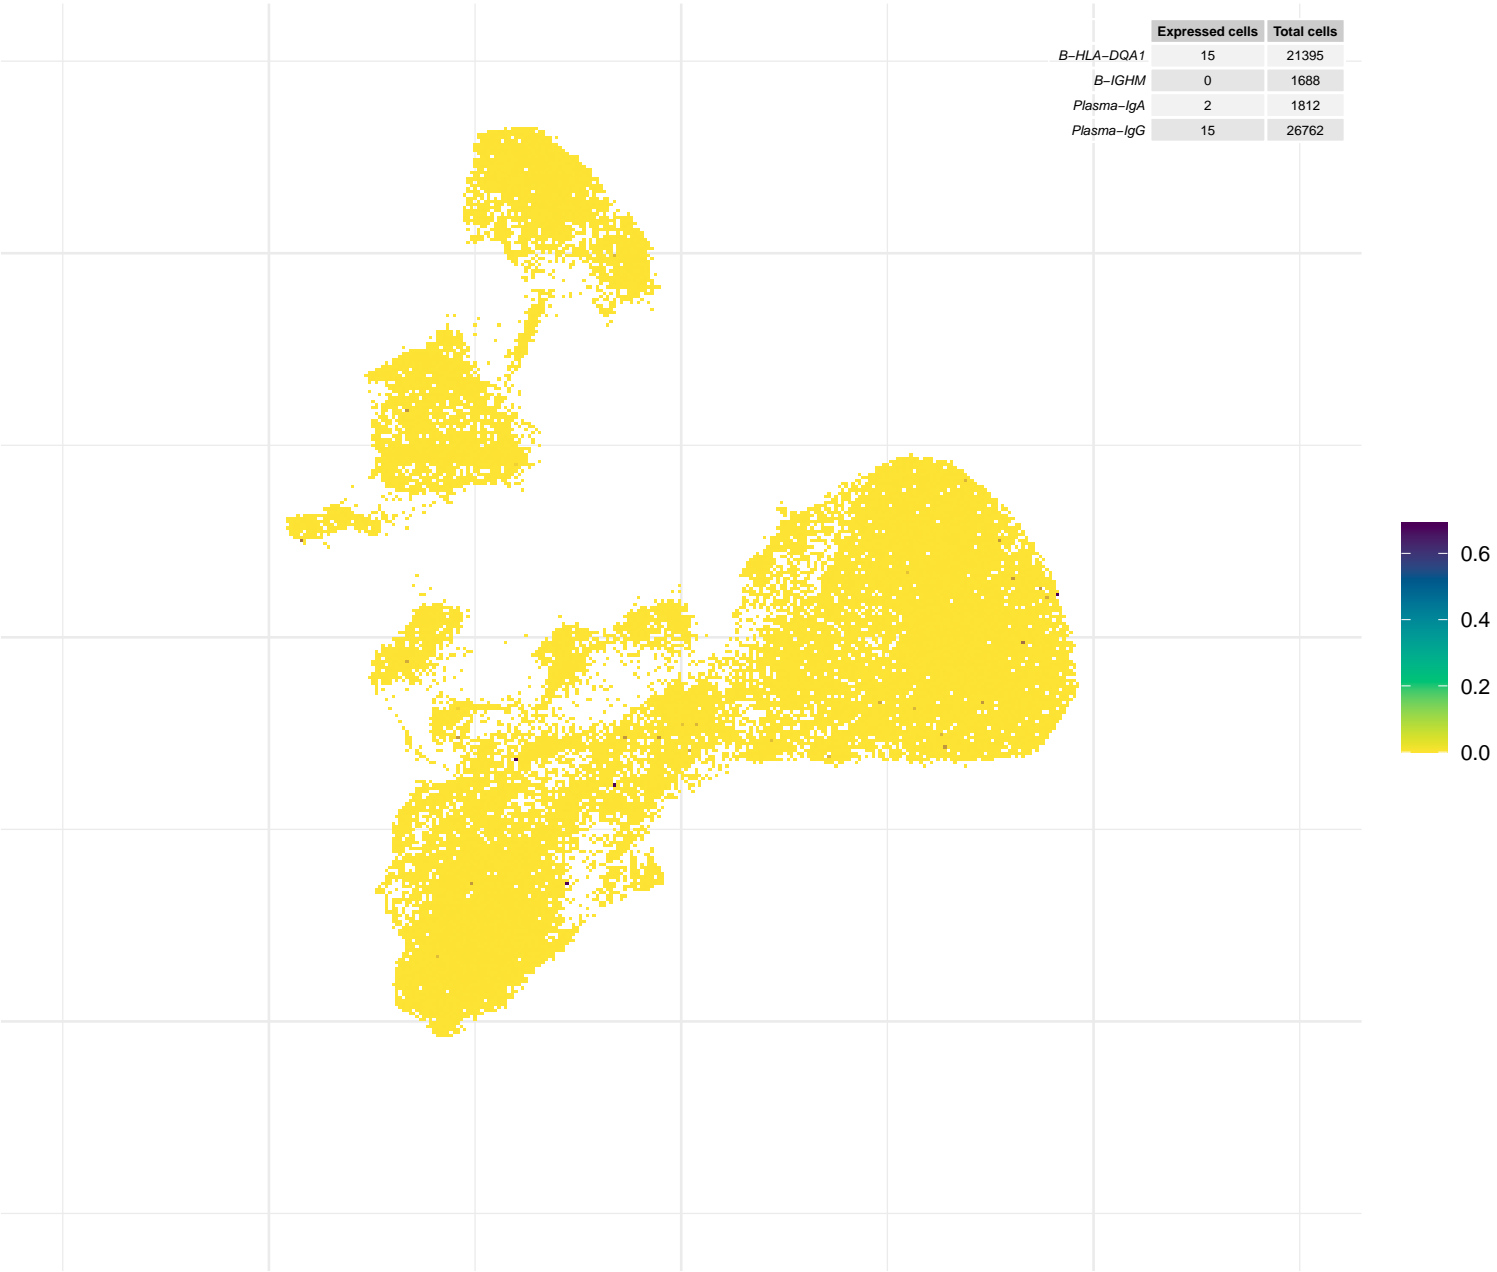 Expressed cells Total cells
B−HLA−DQA1 15 21395
B−IGHM 0 1688
Plasma−IgA 2 1812
Plasma−IgG 15 26762
0.6
0.4
0.2
0.0